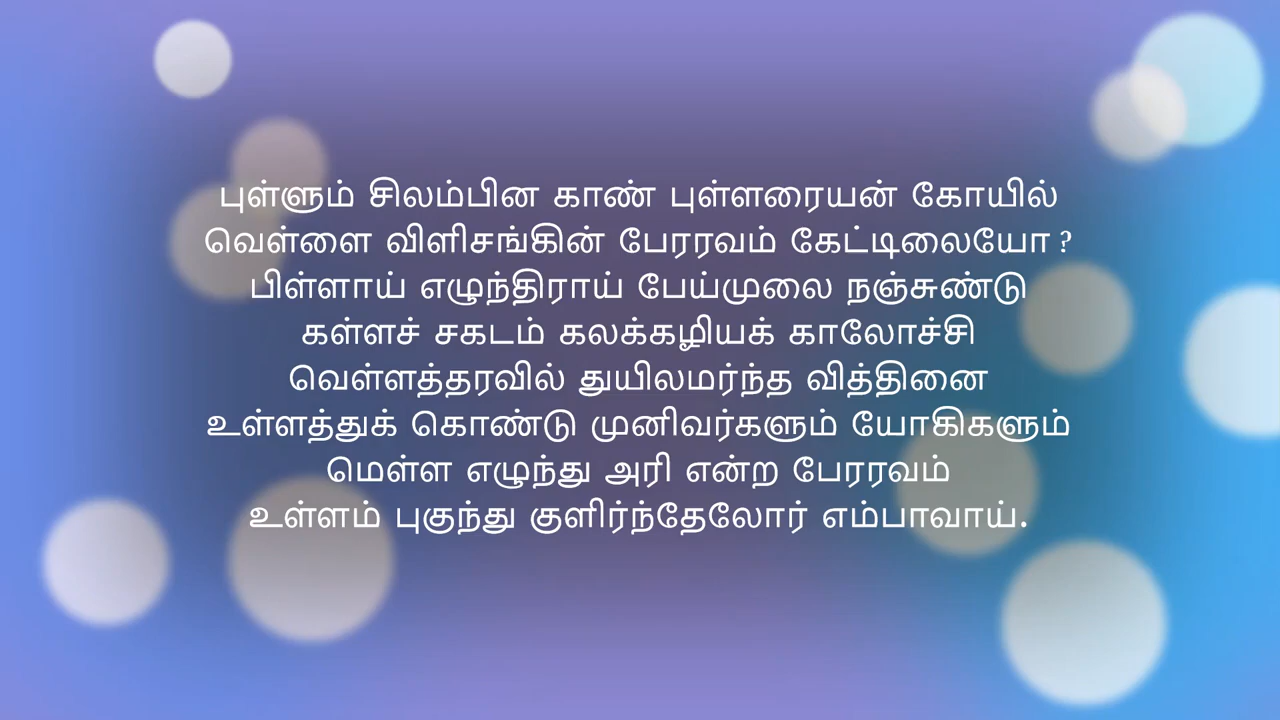 புள்ளும் சிலம்பின காண் புள்ளரையன் கோயில்
வெள்ளை விளிசங்கின் பேரரவம் கேட்டிலையோ ?
பிள்ளாய் எழுந்திராய் பேய்முலை நஞ்சுண்டு
கள்ளச் சகடம் கலக்கழியக் காலோச்சி
வெள்ளத்தரவில் துயிலமர்ந்த வித்தினை
உள்ளத்துக் கொண்டு முனிவர்களும் யோகிகளும்
மெள்ள எழுந்து அரி என்ற பேரரவம்
உள்ளம் புகுந்து குளிர்ந்தேலோர் எம்பாவாய்.